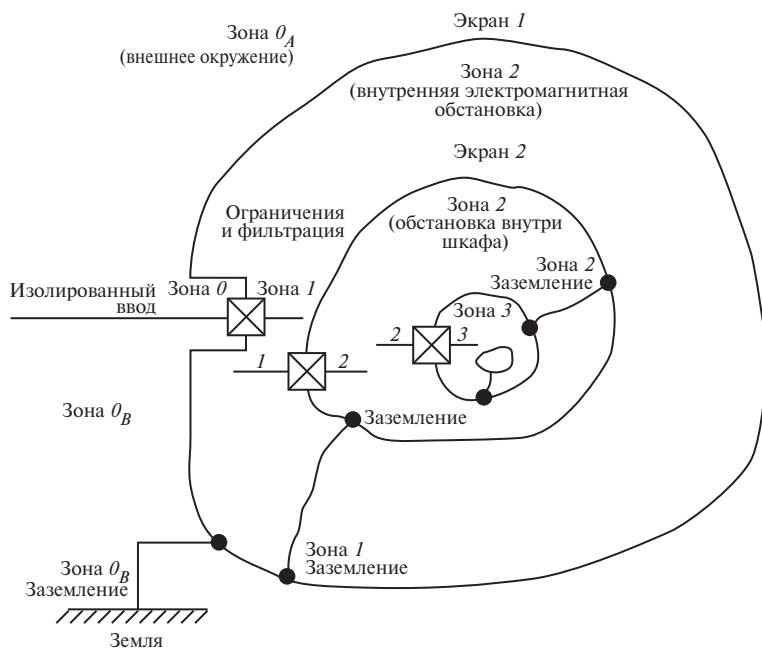 Экран 1
Зона 0A
(внешнее окружение)
Зона 2
(внутренняя электромагнитная
обстановка)
Экран 2
Ограничения
и фильтрация
Зона 2
(обстановка внутри
шкафа)
Зона 2
Заземление
Изолированный
ввод
Зона 0
Зона 1
Зона 3
2
3
1
2
Зона 0B
Заземление
Зона 1
Заземление
Зона 0B
Заземление
Земля